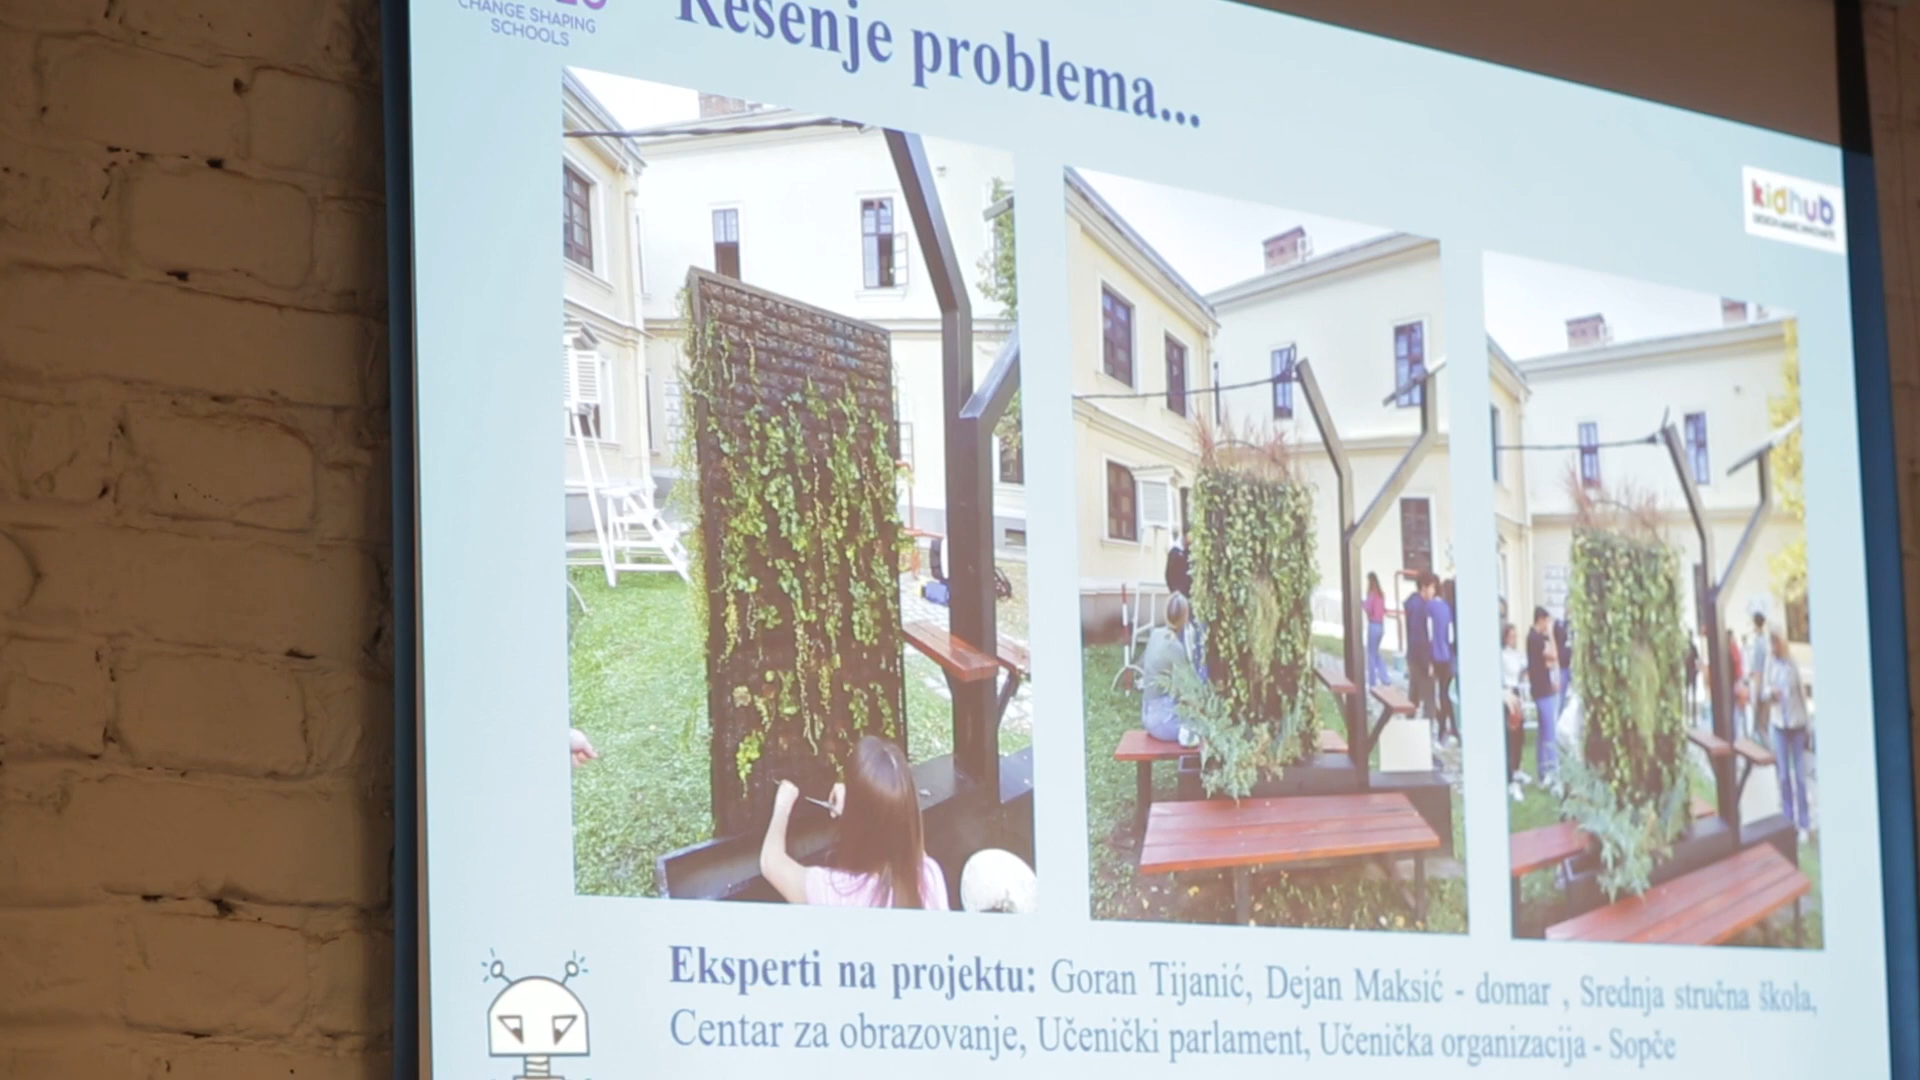 CHANGE SHAPING
SCHOOLS
Rešenje problema...
kidhub
Eksperti na projektu: Goran Tijanić, Dejan Maksić - domar , Srednja stručna škola,
Centar za obrazovanje, Učenički parlament, Učenička organizacija - Sopče